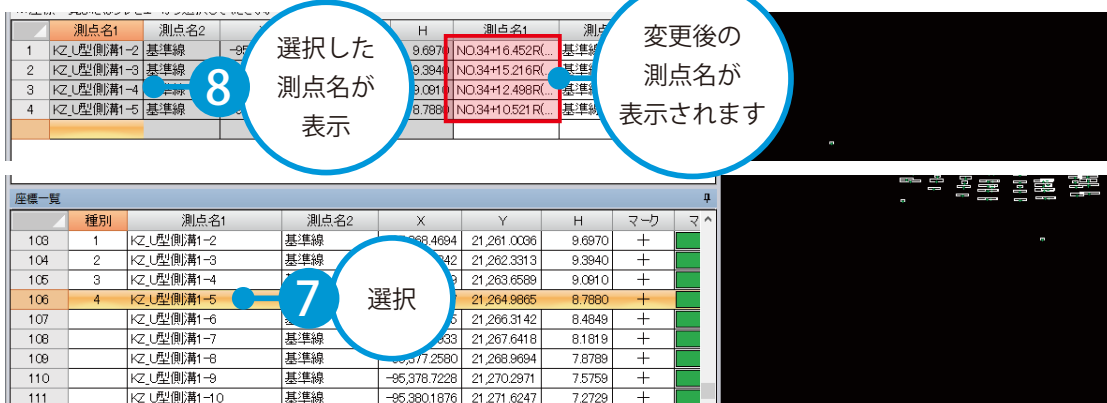 測点名1 測点名2 H 測点名1
1 KZ_U型側溝1-2 基準線 9.6970 NO.34+16.452R(...
2 KZ_U型側溝1-3 基準線 9.3940 NO.34+15.216R(...
3 KZ_U型側溝1-4 9.0910 NO.34+12.498R(...
4 KZ_U型側溝1-5 基準線 8.7880 NO.34+10.521R(... 基準線
8
選択した
測点名が
表示
変更後の
測点名が
表示されます
座標一覧
種別 測点名1 測点名2 X Y H マーク マ
103 1 KZ_U型側溝1-2 基準線 21,261.0036 9.6970 +
104 2 KZ_U型側溝1-3 基準線 21,262.3313 9.3940 +
105 3 KZ_U型側溝1-4 21,263.6589 9.0910 +
106 4 KZ_U型側溝1-5 21,264.9865 8.7880 +
107 KZ_U型側溝1-6 21,266.3142 8.4849 +
108 KZ_U型側溝1-7 基準線 21,267.6418 8.1819 +
109 KZ_U型側溝1-8 基準線 -95,377.2580 21,268.9694 7.8789 +
110 KZ_U型側溝1-9 基準線 -95,378.7228 21,270.2971 7.5759 +
111 KZ_U型側溝1-10 基準線 -95,380.1876 21,271.6247 7.2729 +
7
選択